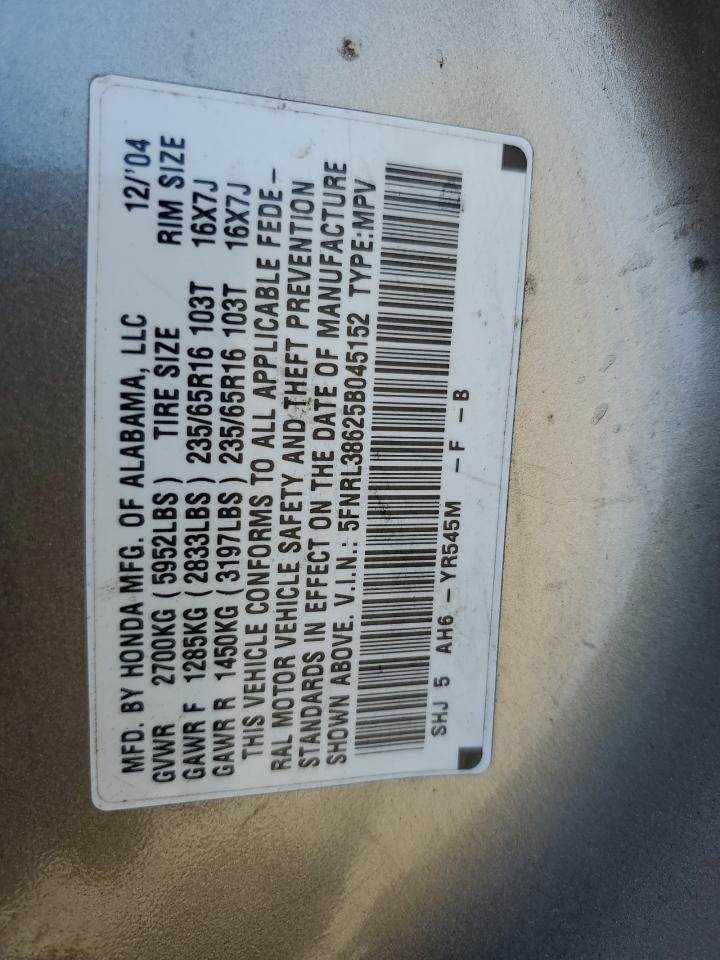 MFD. BY HONDA MFG. OF ALABAMA, LLC 12/'04
GVWR 2700KG (5952LBS) TIRE SIZE RIM SIZE
GAWR F 1285KG (2833LBS) 235/65R16 103T 16X7J
GAWR R 1450KG (3197LBS) 235/65R16 103T 16X7J
THIS VEHICLE CONFORMS TO ALL APPLICABLE FEDE-
RAL MOTOR VEHICLE SAFETY AND THEFT PREVENTION
STANDARDS IN EFFECT ON THE DATE OF MANUFACTURE
SHOWN ABOVE. V.I.N.: 5FNRL38625B045152 TYPE:MPV
SHJ 5 AH6 - YR545M - F - B